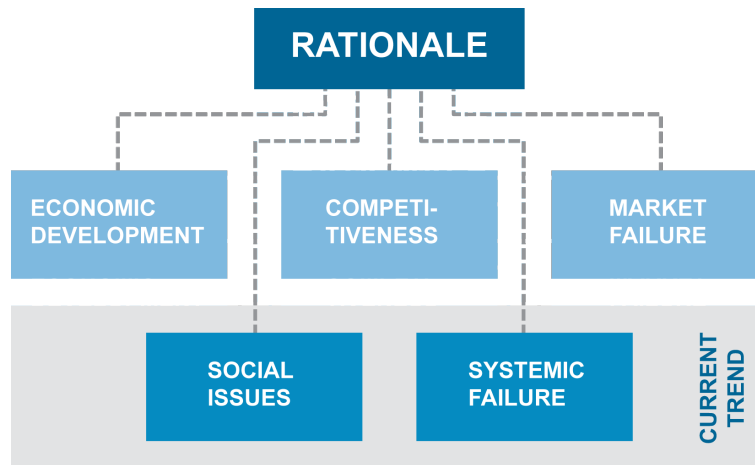 RATIONALE
ECONOMIC
DEVELOPMENT
COMPETI-
TIVENESS
MARKET
FAILURE
SOCIAL
ISSUES
SYSTEMIC
FAILURE
CURRENT
TREND